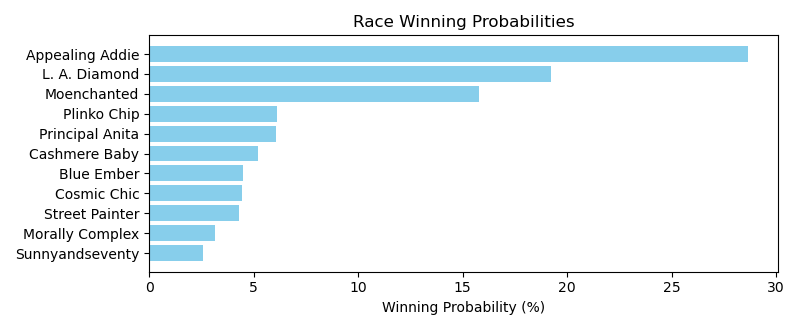 Race Winning Probabilities
Appealing Addie
L. A. Diamond
Moenchanted
Plinko Chip
Principal Anita
Cashmere Baby
Blue Ember
Cosmic Chic
Street Painter
Morally Complex
Sunnyandseventy
0 5 10 15 20 25 30
Winning Probability (%)